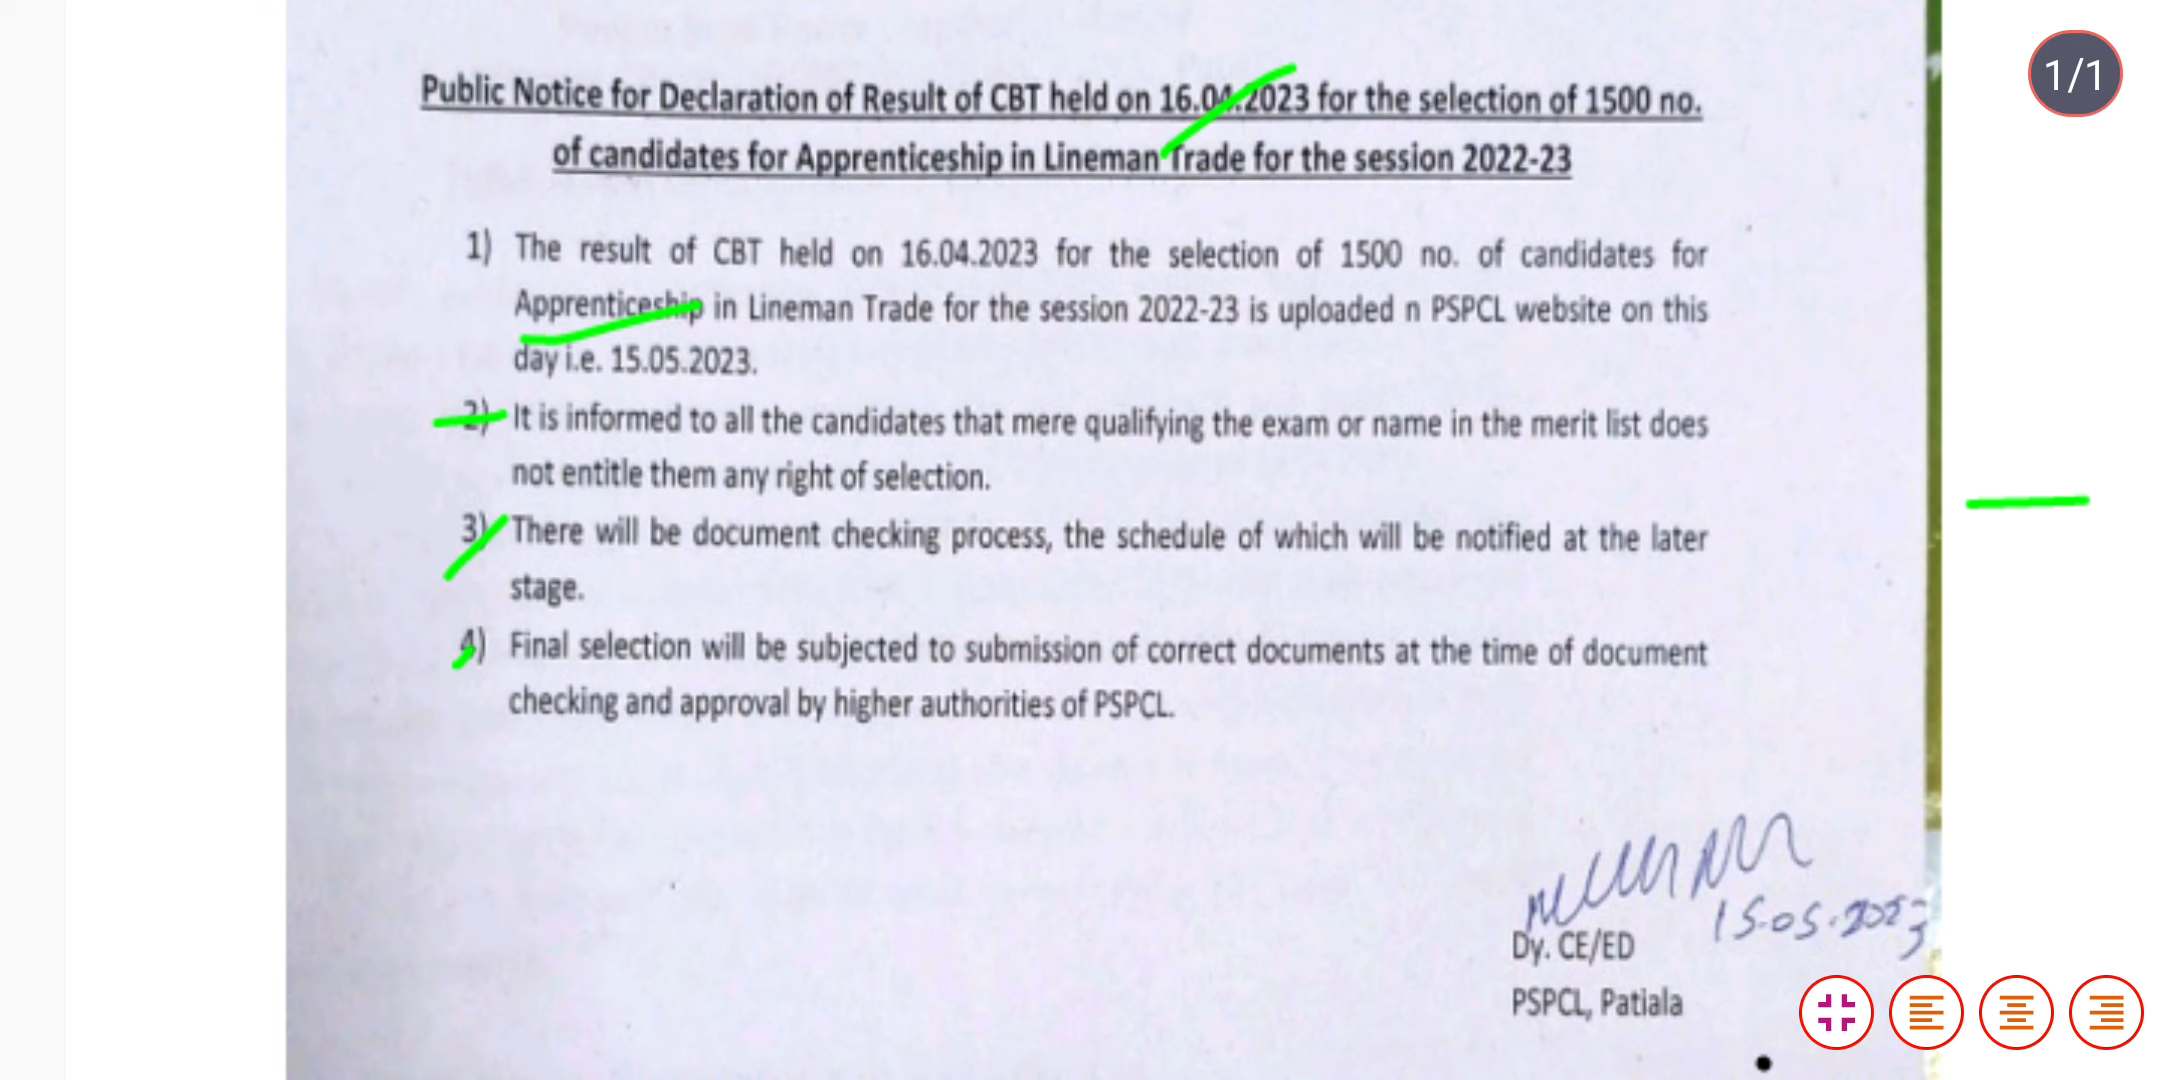 1/1
Public Notice for Declaration of Result of CBT held on 16.04.2023 for the selection of 1500 no.
of candidates for Apprenticeship in Lineman Trade for the session 2022-23
1) The result of CBT held on 16.04.2023 for the selection of 1500 no. of candidates for
Apprenticeship in Lineman Trade for the session 2022-23 is uploaded n PSPCL website on this
day i.e. 15.05.2023.
2) It is informed to all the candidates that mere qualifying the exam or name in the merit list does
not entitle them any right of selection.
3) There will be document checking process, the schedule of which will be notified at the later
stage.
4) Final selection will be subjected to submission of correct documents at the time of document
checking and approval by higher authorities of PSPCL.
15.05.2023
Dy. CE/ED
PSPCL, Patiala